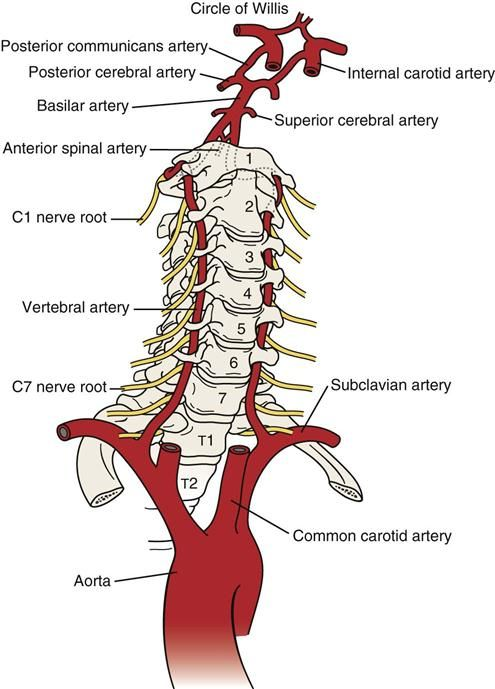 Circle of Willis
Posterior communicans artery
Posterior cerebral artery
Internal carotid artery
Basilar artery
Superior cerebral artery
Anterior spinal artery
1
C1 nerve root
2
3
4
Vertebral artery
5
6
C7 nerve root
Subclavian artery
7
T1
T2
Common carotid artery
Aorta